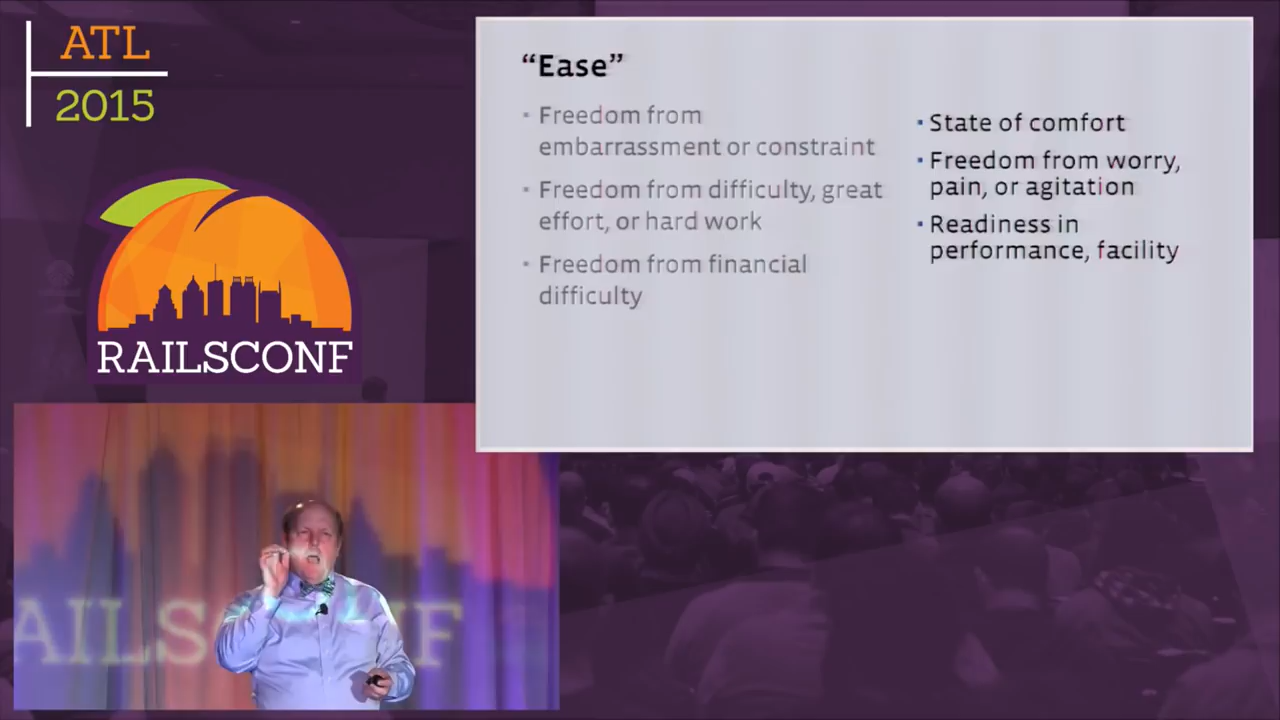 ATL
2015
RAILSCONF
“Ease”
· Freedom from
embarrassment or constraint
· Freedom from difficulty, great
effort, or hard work
· Freedom from financial
difficulty
· State of comfort
· Freedom from worry,
pain, or agitation
· Readiness in
performance, facility
AILSCONF